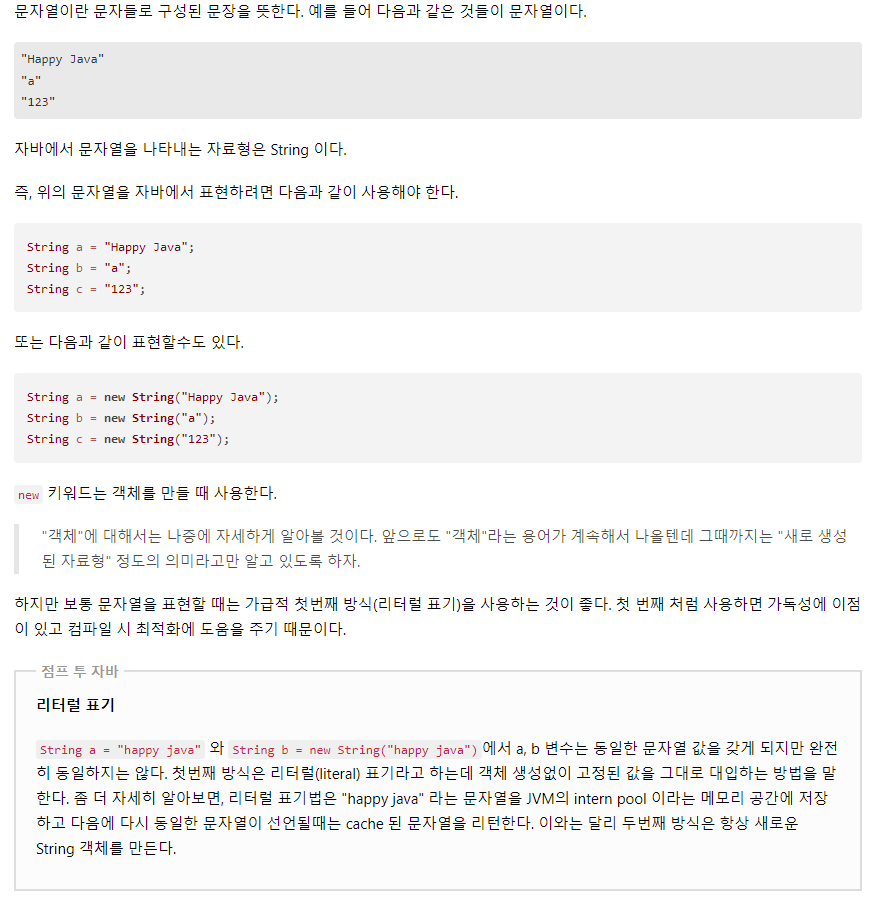 문자열이란 문자들로 구성된 문장을 뜻한다. 예를 들어 다음과 같은 것들이 문자열이다.
"Happy Java"
"a"
"123"
자바에서 문자열을 나타내는 자료형은 String 이다.
즉, 위의 문자열을 자바에서 표현하려면 다음과 같이 사용해야 한다.
String a = "Happy Java";
String b = "a";
String c = "123";
또는 다음과 같이 표현할수도 있다.
String a = new String("Happy Java");
String b = new String("a");
String c = new String("123");
new 키워드는 객체를 만들 때 사용한다.
"객체"에 대해서는 나중에 자세하게 알아볼 것이다. 앞으로도 "객체"라는 용어가 계속해서 나올텐데 그때까지는 "새로 생성
된 자료형" 정도의 의미라고만 알고 있도록 하자.
하지만 보통 문자열을 표현할 때는 가급적 첫번째 방식(리터럴 표기)을 사용하는 것이 좋다. 첫 번째 처럼 사용하면 가독성에 이점
이 있고 컴파일 시 최적화에 도움을 주기 때문이다.
점프 투 자바
리터럴 표기
String a = "happy java" 와 String b = new String("happy java") 에서 a, b 변수는 동일한 문자열 값을 갖게 되지만 완전
히 동일하지는 않다. 첫번째 방식은 리터럴(literal) 표기라고 하는데 객체 생성없이 고정된 값을 그대로 대입하는 방법을 말
한다. 좀 더 자세히 알아보면, 리터럴 표기법은 "happy java" 라는 문자열을 JVM의 intern pool 이라는 메모리 공간에 저장
하고 다음에 다시 동일한 문자열이 선언될때는 cache 된 문자열을 리턴한다. 이와는 달리 두번째 방식은 항상 새로운
String 객체를 만든다.